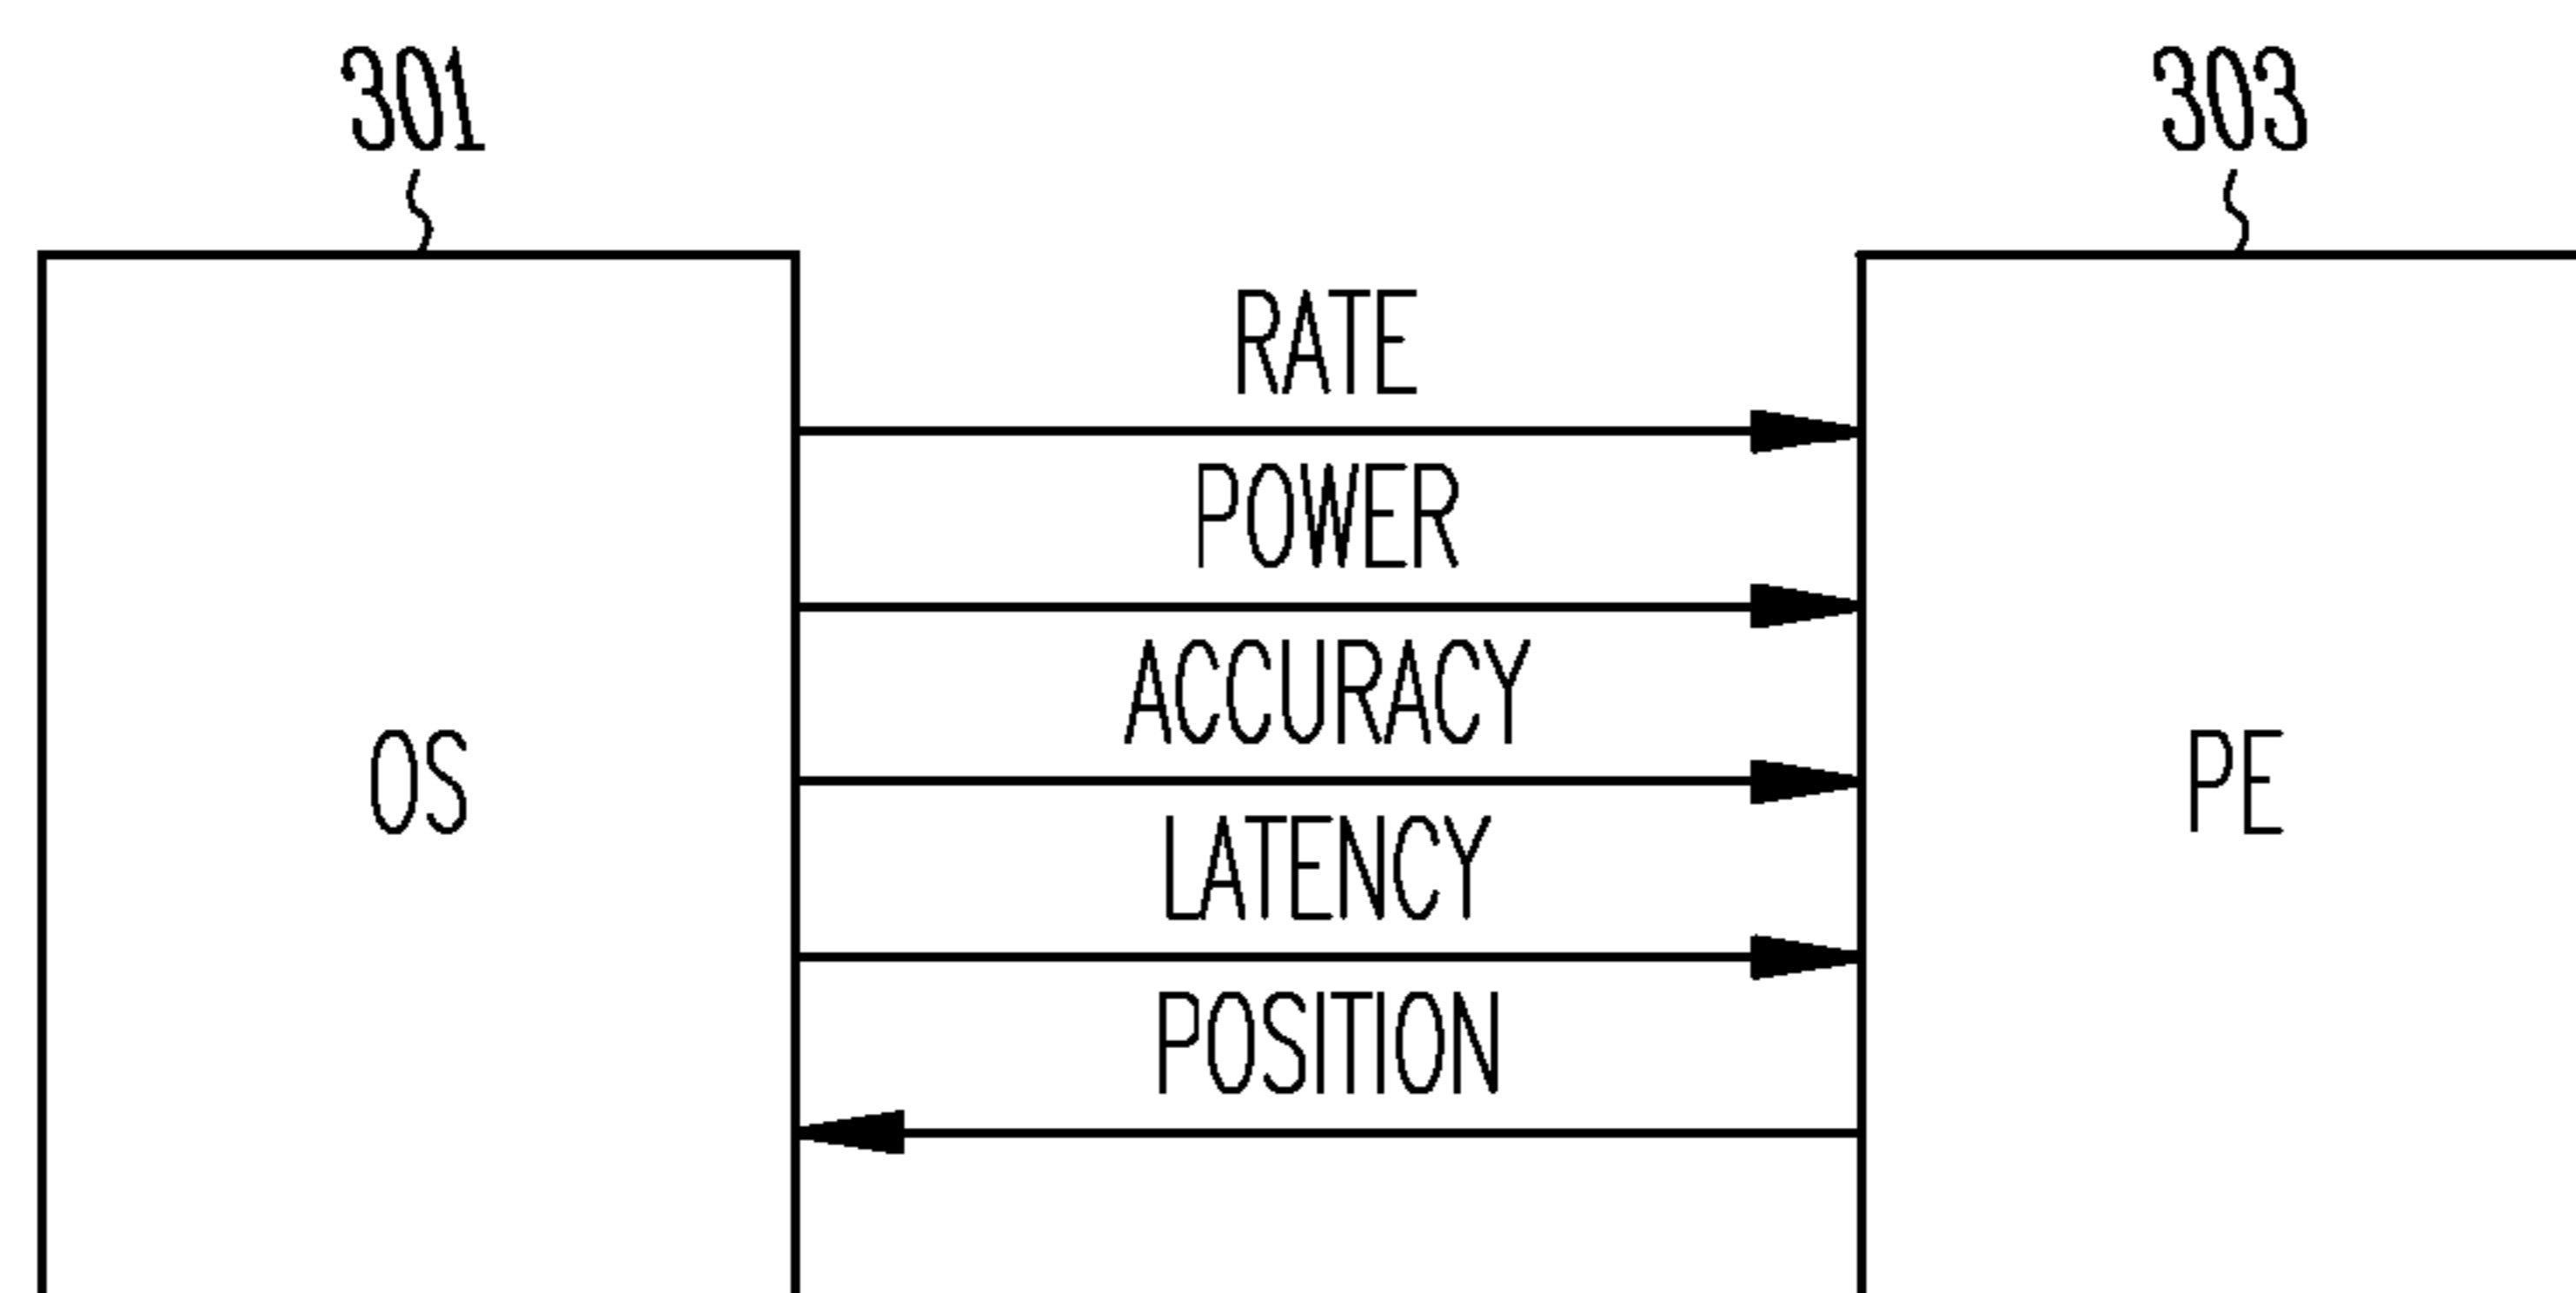 301
303
RATE
POWER
ACCURACY
OS
PE
LATENCY
POSITION